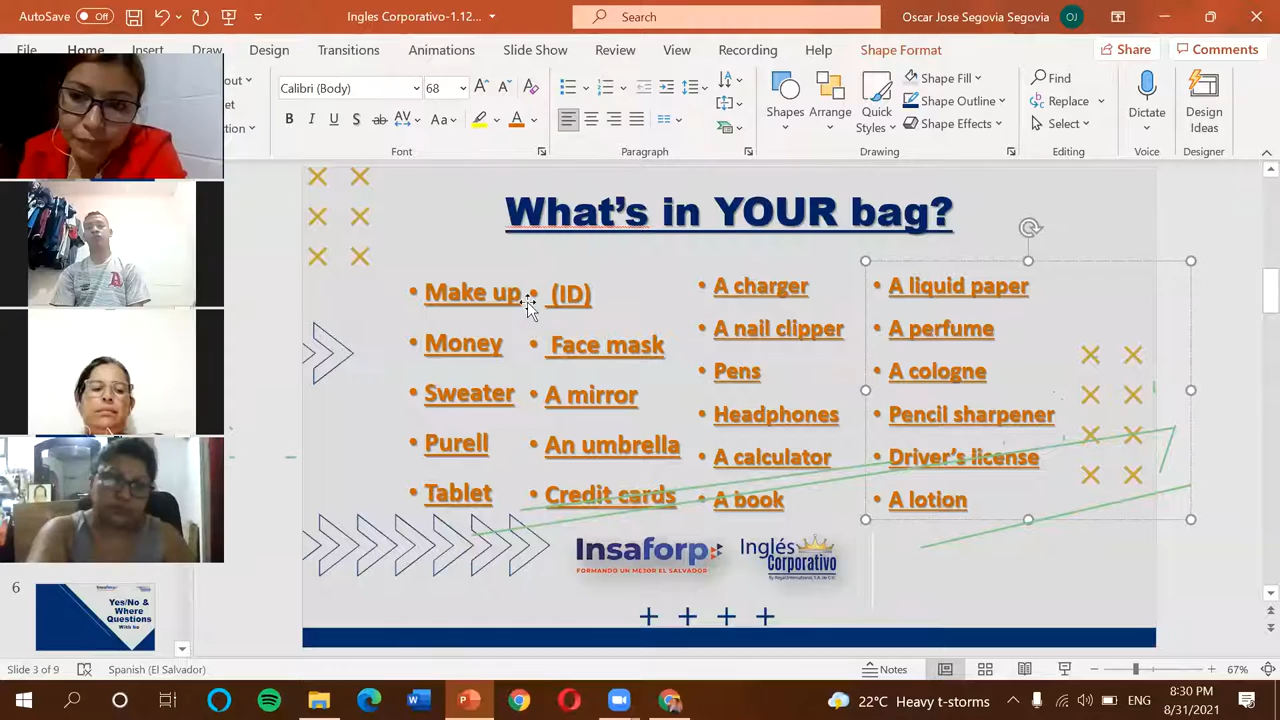 AutoSave Off
Ingles Corporativo-1.12...
Search
Oscar Jose Segovia Segovia
OJ
File
Home
Insert
Draw
Design
Transitions
Animations
Slide Show
Review
View
Recording
Help
Shape Format
Share
Comments
Calibri (Body)
68
Shapes
Arrange
Quick
Styles
Shape Fill
Shape Outline
Shape Effects
Find
Replace
Select
Dictate
Design
Ideas
Font
Paragraph
Drawing
Editing
Voice
Designer
What's in YOUR bag?
• Make up
• Money
• Sweater
• Purell
• Tablet
• (ID)
• Face mask
• A mirror
• An umbrella
• Credit cards
• A charger
• A nail clipper
• Pens
• Headphones
• A calculator
• A book
• A liquid paper
• A perfume
• A cologne
• Pencil sharpener
• Driver's license
• A lotion
Insaforp
FORMANDO UN MEJOR EL SALVADOR
Inglés
Corporativo
6
Insaforp
Yes/No &
Where
Questions
With be
Slide 3 of 9
Spanish (El Salvador)
Notes
67%
22°C Heavy t-storms
ENG
8:30 PM
8/31/2021